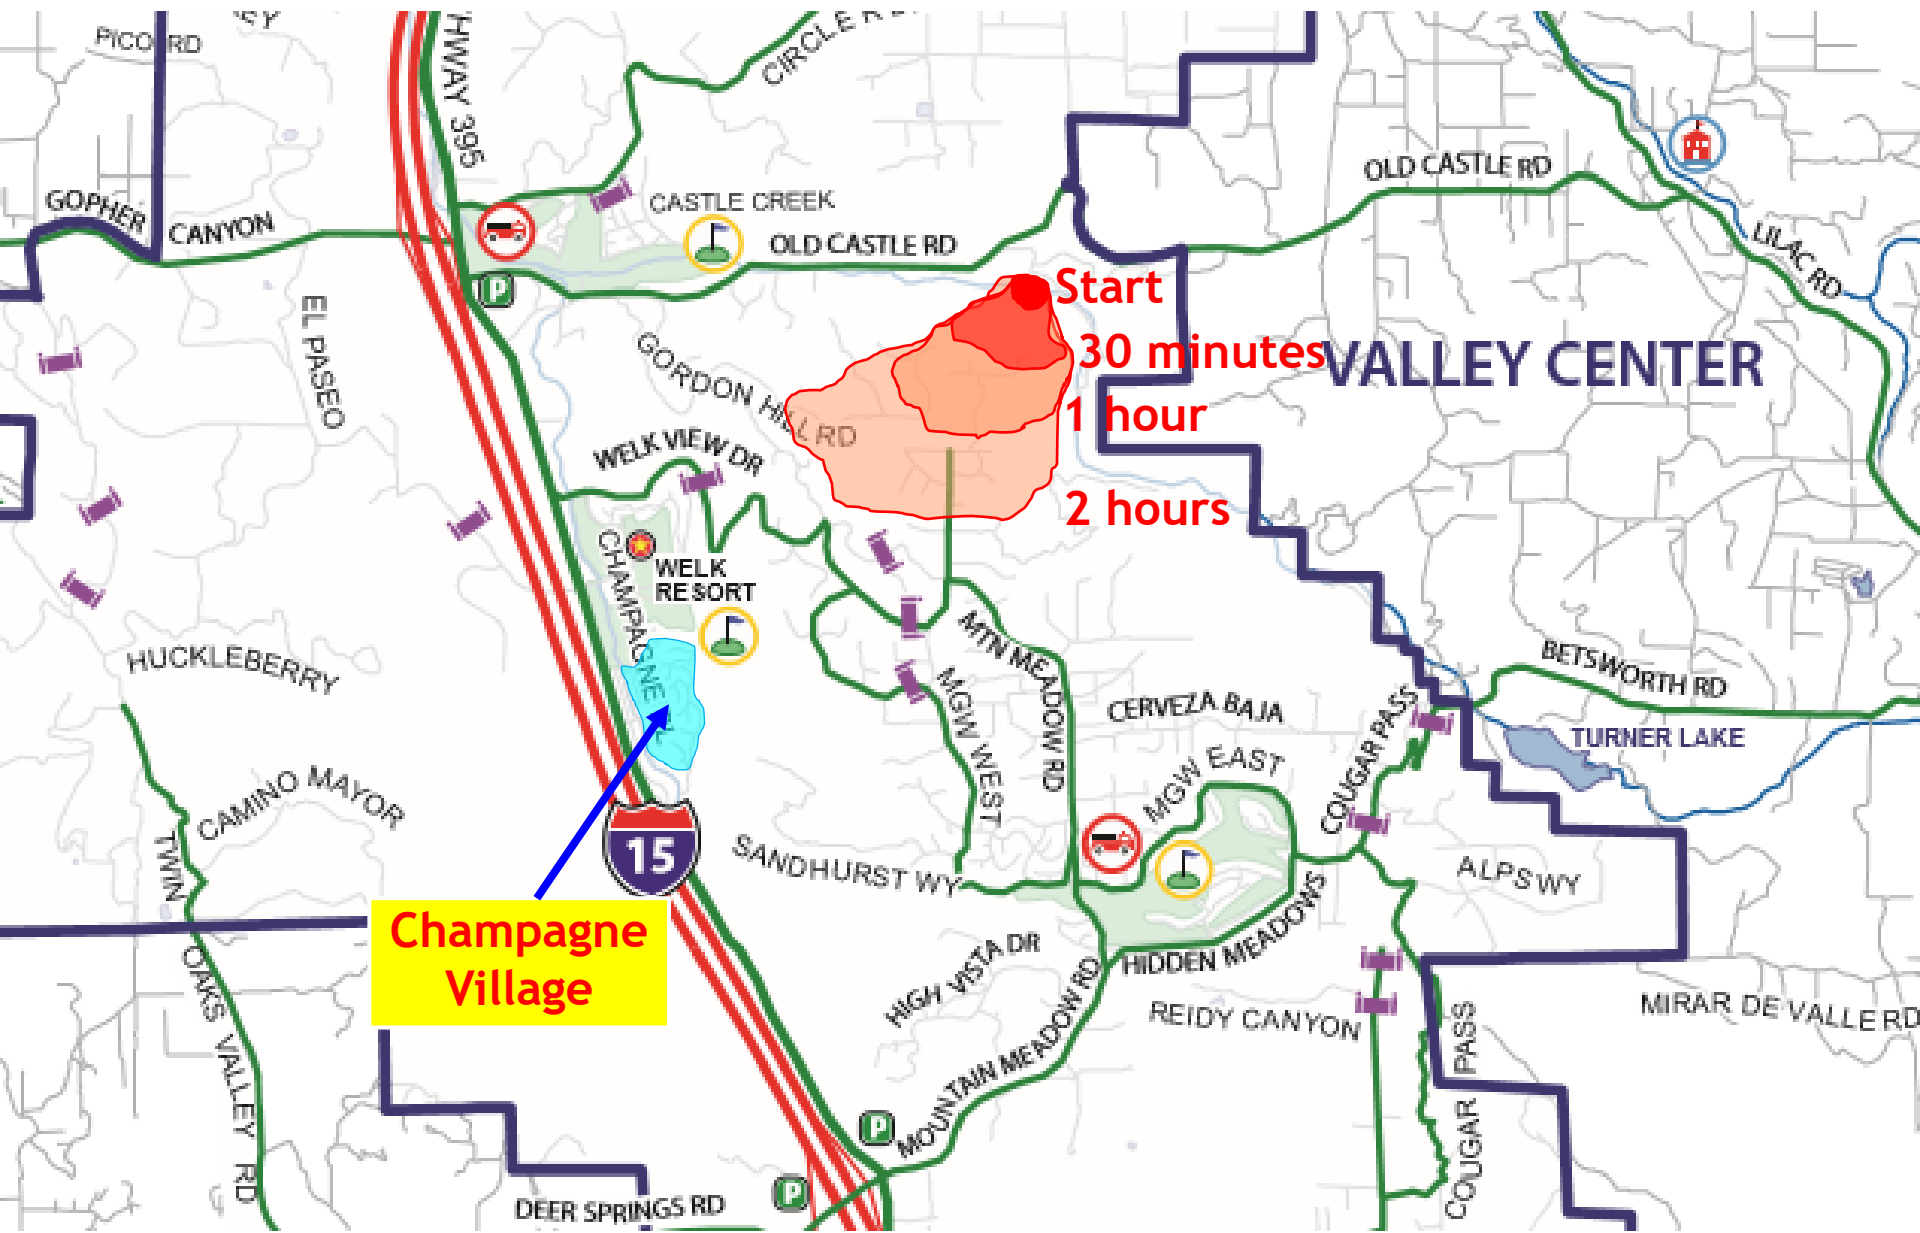 PICO RD
HWAY 395
CIRCLE R
GOPHER
CANYON
CASTLE CREEK
OLD CASTLE RD
OLD CASTLE RD
LILAC RD
P
Start
30 minutes
1 hour
2 hours
VALLEY CENTER
EL PASEO
GORDON HILL RD
WELK VIEW DR
CHAMPAGNE
WELK
RESORT
HUCKLEBERRY
MTN MEADOW RD
MGW WEST
CERVEZA BAJA
MGW EAST
COUGAR PASS
BETSWORTH RD
TURNER LAKE
CAMINO MAYOR
TWIN
OAKS VALLEY RD
15
SANDHURST WY
ALPS WY
Champagne
Village
HIGH VISTA DR
HIDDEN MEADOWS
REIDY CANYON
MIRAR DE VALLE RD
COUGAR PASS
MOUNTAIN MEADOW RD
P
P
DEER SPRINGS RD